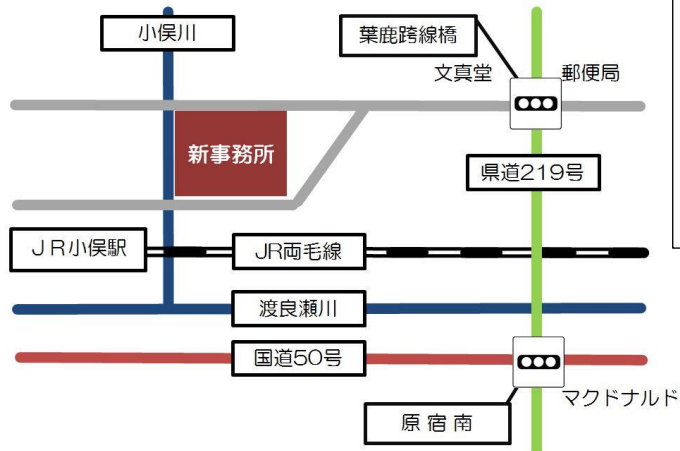 小俣川
葉鹿跨線橋
文真堂
郵便局
新事務所
県道219号
ＪＲ小俣駅
JR両毛線
渡良瀬川
国道50号
マクドナルド
原宿南